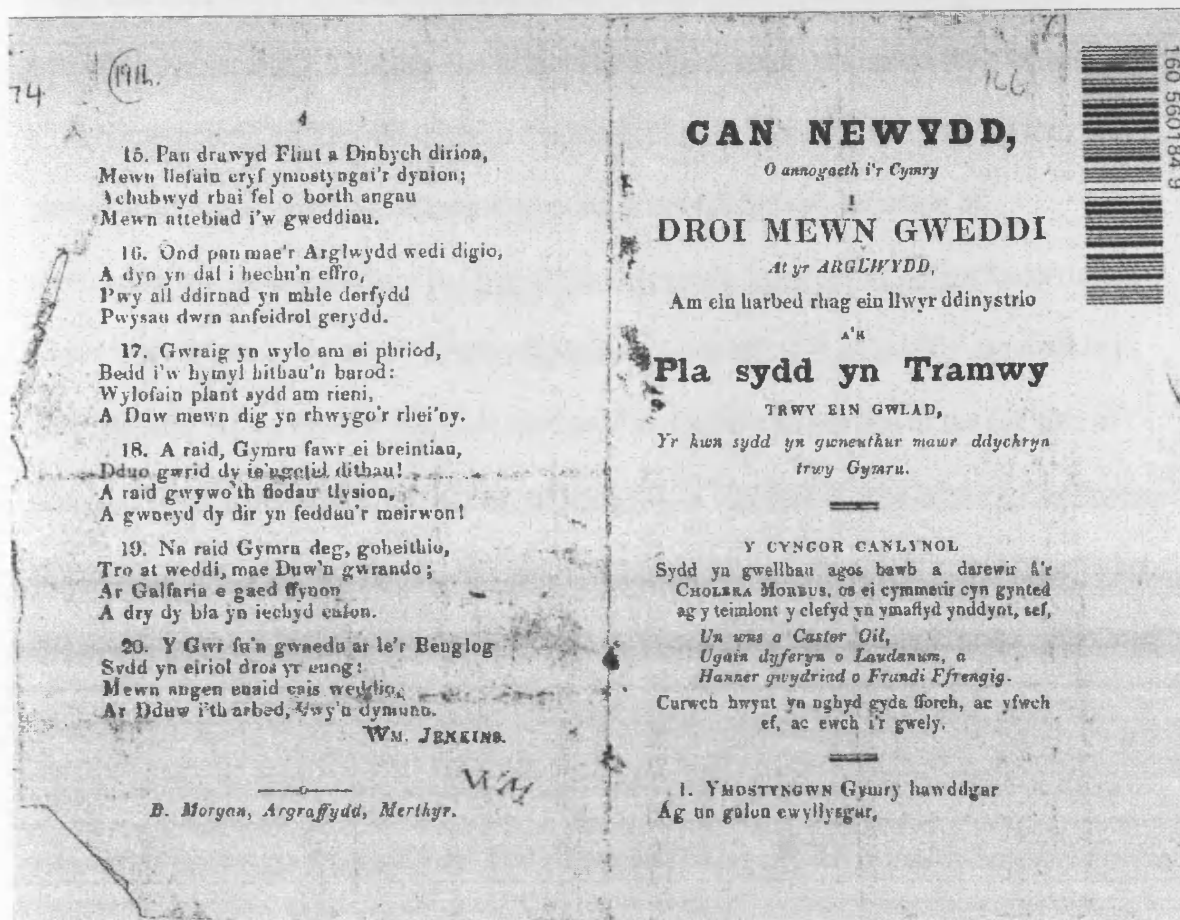 74
1911.
4
15. Pan drawyd Flint a Dinbych dirion,
Mewn llefain cryf ymostyngai'r dynion;
Achubwyd rhai fel o borth angau
Mewn attebiad i'w gweddiau.
16. Ond pan mae'r Arglwydd wedi digio,
A dyn yn dal i bechu'n effro,
Pwy all ddirnad yn mhle derfydd
Pwysau dwrn anfeidrol gerydd.
17. Gwraig yn wylo am ei phriod,
Bedd i'w hymyl hithau'n barod:
Wylofain plant sydd am rieni,
A Duw mewn dig yn rhwygo'r rhei'ny.
18. A raid, Gymru fawr ei breintiau,
Dduo gwrid dy ie'ngctid dithau!
A raid gwywo'th flodau tlysion,
A gwneyd dy dir yn feddau'r meirwon!
19. Na raid Gymru deg, gobeithio,
Tro at weddi, mae Duw'n gwrando;
Ar Galfaria e gaed ffynon
A dry dy bla yn iechyd calon.
20. Y Gwr fu'n gwaedu ar le'r Benglog
Sydd yn eiriol dros yr euog:
Mewn angen enaid cais weddio,
Ar Dduw i'th arbed, dymuno.
WM. JENKINS.
WM
B. Morgan, Argraffydd, Merthyr.
166
CAN NEWYDD,
O annogaeth i'r Cymry
I
DROI MEWN GWEDDI
At yr ARGLWYDD,
Am ein harbed rhag ein llwyr ddinystrio
A'R
Pla sydd yn Tramwy
TRWY EIN GWLAD,
Yr hwn sydd yn gwneuthur mawr ddychryn
trwy Gymru.
Y CYNGOR CANLYNOL
Sydd yn gwellhau agos bawb a darewir â'r
CHOLERA MORBUS, os ei cymmerir cyn gynted
ag y teimlont y clefyd yn ymaflyd ynddynt, sef,
Un wns o Castor Oil,
Ugain dyferyn o Laudanum, a
Hanner gwydriad o Frandi Ffrengig.
Curwch hwynt yn nghyd gyda fforch, ac yfwch
ef, ac ewch i'r gwely.
1. YMOSTYNGWN Gymry hawddgar
Ag un galon ewyllysgar,
160 560184 9